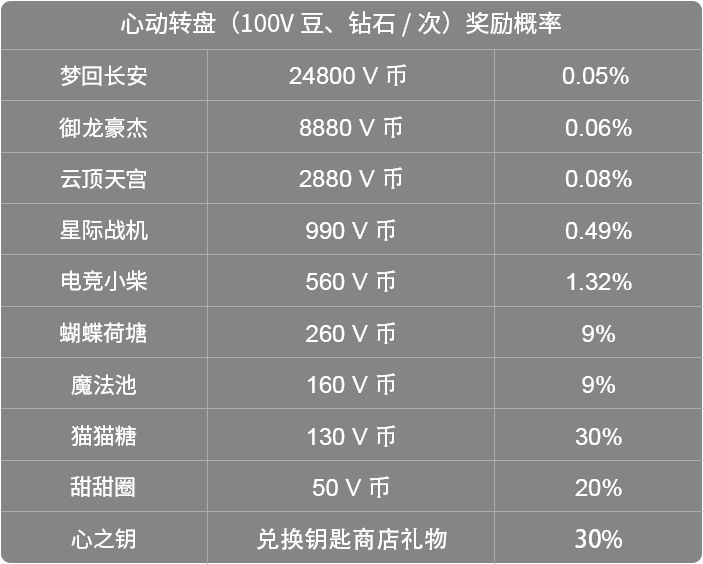 心动转盘（100V 豆、钻石 / 次）奖励概率
梦回长安 24800 V 币 0.05%
御龙豪杰 8880 V 币 0.06%
云顶天宫 2880 V 币 0.08%
星际战机 990 V 币 0.49%
电竞小柴 560 V 币 1.32%
蝴蝶荷塘 260 V 币 9%
魔法池 160 V 币 9%
猫猫糖 130 V 币 30%
甜甜圈 50 V 币 20%
心之钥 兑换钥匙商店礼物 30%